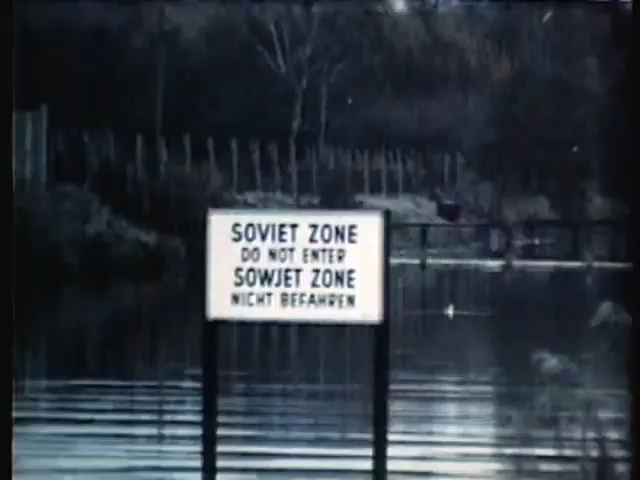 SOVIET ZONE
DO NOT ENTER
SOWJET ZONE
NICHT BEFAHREN